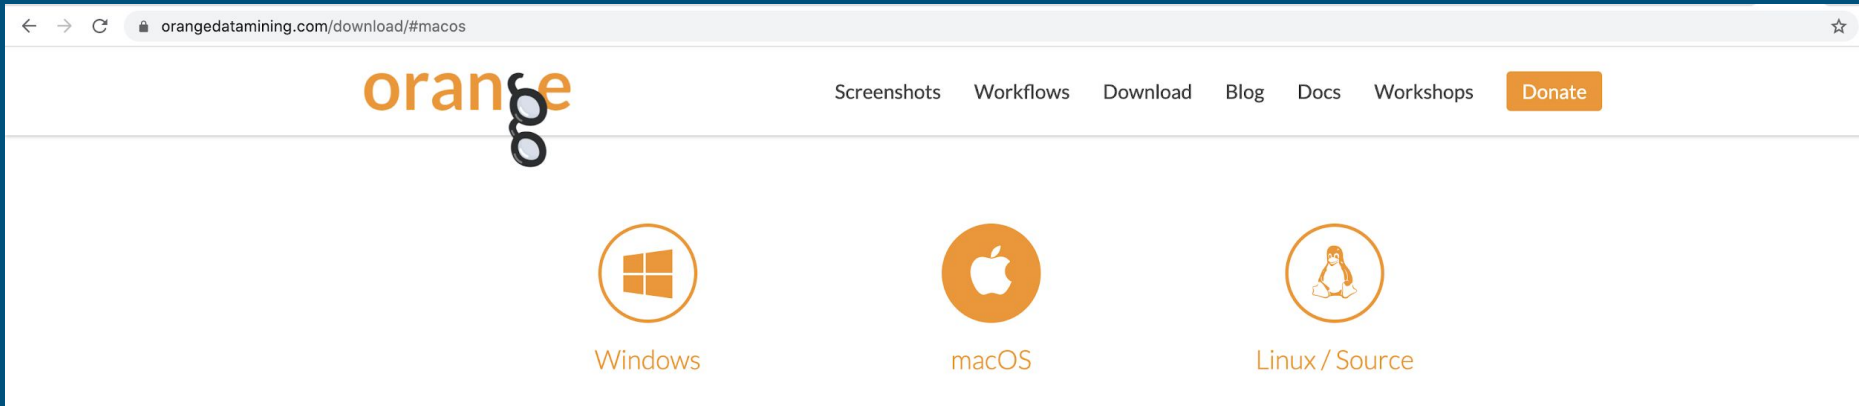 orangedatamining.com/download/#macos
orange
Screenshots Workflows Download Blog Docs Workshops Donate
Windows macOS Linux / Source